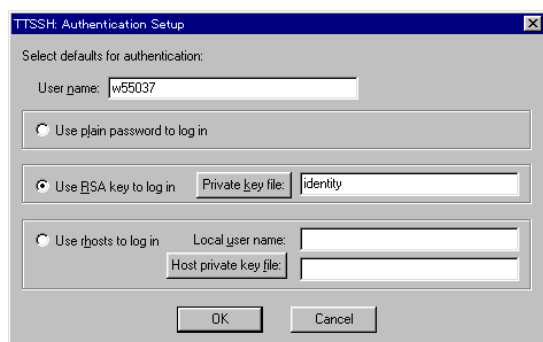 TTSSH: Authentication Setup
Select defaults for authentication:
User name: w55037
Use plain password to log in
Use RSA key to log in Private key file: identity
Use rhosts to log in Local user name:
Host private key file:
OK Cancel